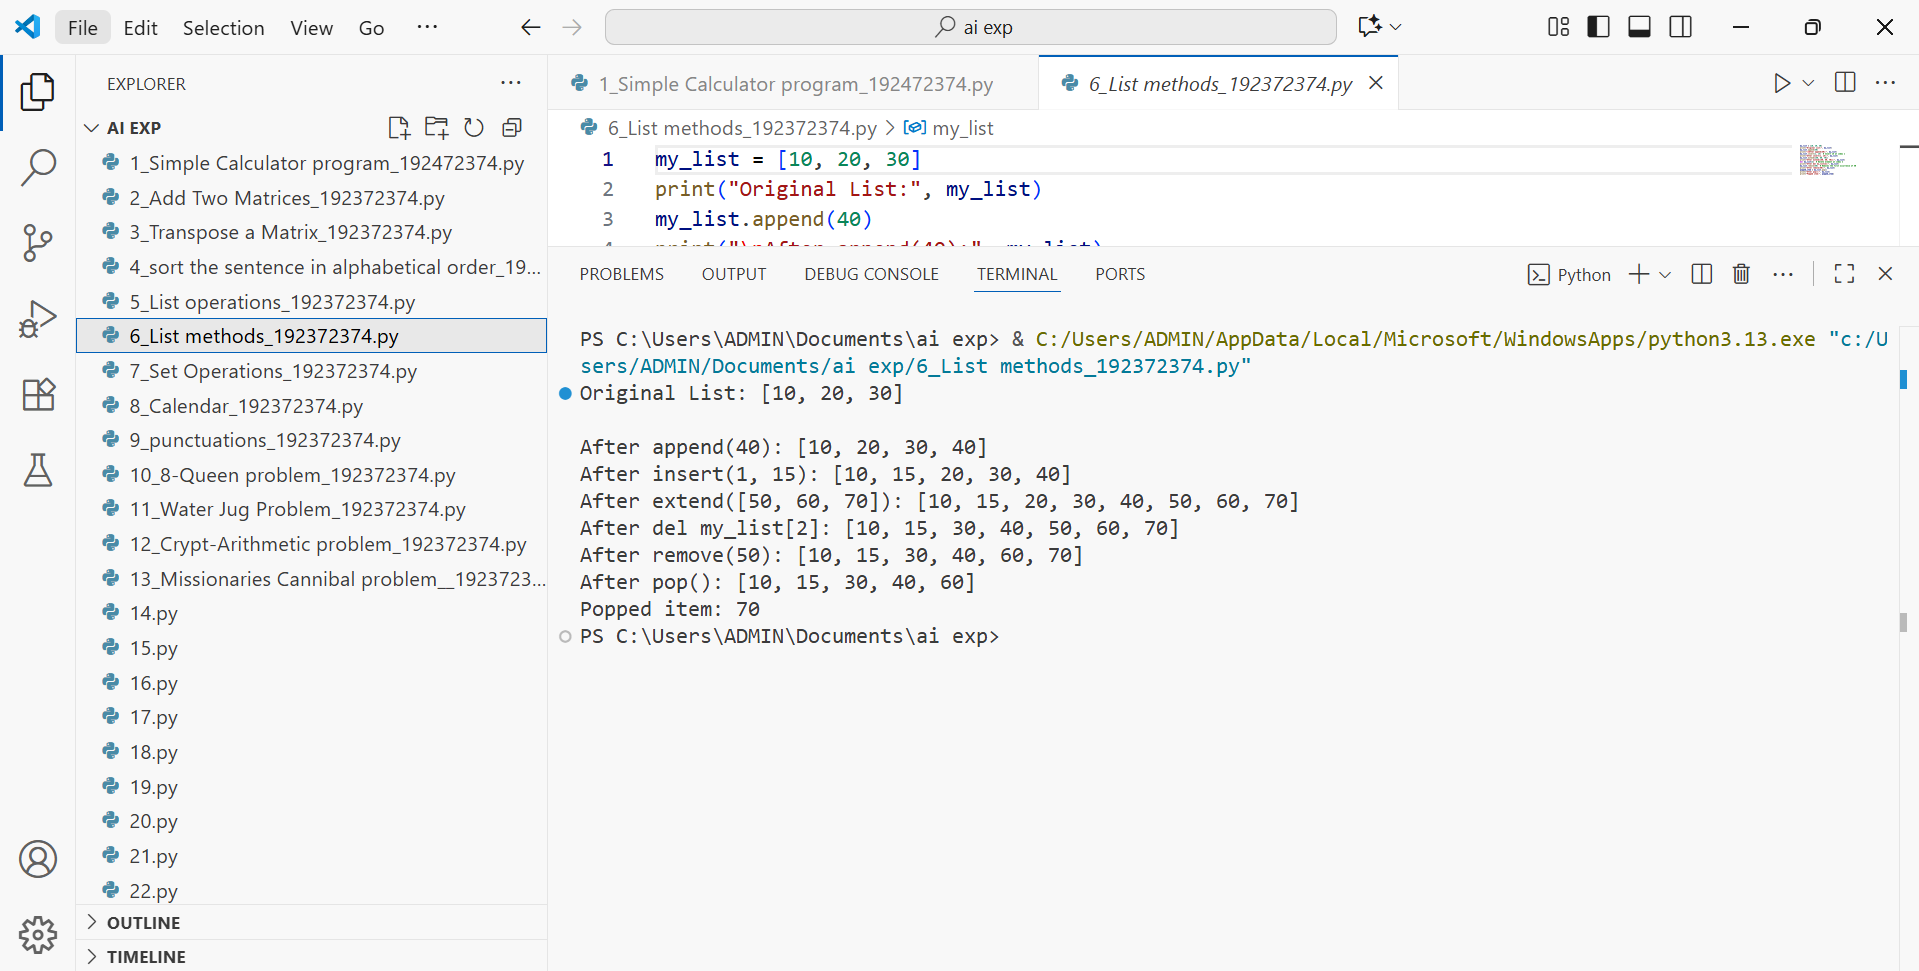 File Edit Selection View Go ···
ai exp
EXPLORER
AI EXP
1_Simple Calculator program_192472374.py
2_Add Two Matrices_192372374.py
3_Transpose a Matrix_192372374.py
4_sort the sentence in alphabetical order_19...
5_List operations_192372374.py
6_List methods_192372374.py
7_Set Operations_192372374.py
8_Calendar_192372374.py
9_punctuations_192372374.py
10_8-Queen problem_192372374.py
11_Water Jug Problem_192372374.py
12_Crypt-Arithmetic problem_192372374.py
13_Missionaries Cannibal problem__1923723...
14.py
15.py
16.py
17.py
18.py
19.py
20.py
21.py
22.py
OUTLINE
TIMELINE
1_Simple Calculator program_192472374.py
6_List methods_192372374.py
6_List methods_192372374.py > my_list
1 my_list = [10, 20, 30]
2 print("Original List:", my_list)
3 my_list.append(40)
4 print("\nAfter append(40):", my_list)
PROBLEMS OUTPUT DEBUG CONSOLE TERMINAL PORTS
Python
PS C:\Users\ADMIN\Documents\ai exp> & C:/Users/ADMIN/AppData/Local/Microsoft/WindowsApps/python3.13.exe "c:/U
sers/ADMIN/Documents/ai exp/6_List methods_192372374.py"
Original List: [10, 20, 30]
After append(40): [10, 20, 30, 40]
After insert(1, 15): [10, 15, 20, 30, 40]
After extend([50, 60, 70]): [10, 15, 20, 30, 40, 50, 60, 70]
After del my_list[2]: [10, 15, 30, 40, 50, 60, 70]
After remove(50): [10, 15, 30, 40, 60, 70]
After pop(): [10, 15, 30, 40, 60]
Popped item: 70
PS C:\Users\ADMIN\Documents\ai exp>